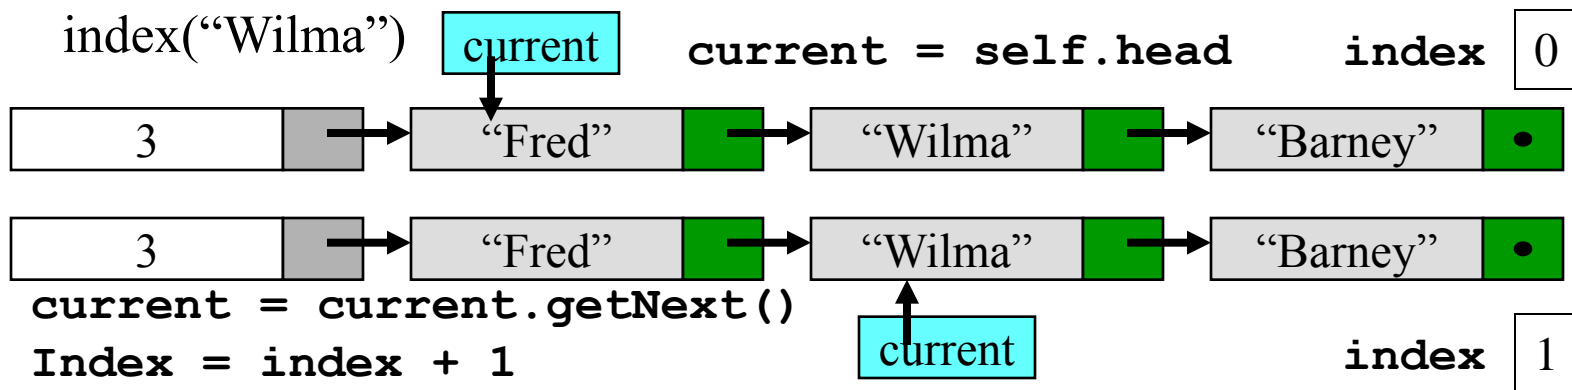 index(“Wilma”) current current = self.head index 0
3 “Fred” “Wilma” “Barney”
3 “Fred” “Wilma” “Barney”
current = current.getNext()
Index = index + 1 current index 1